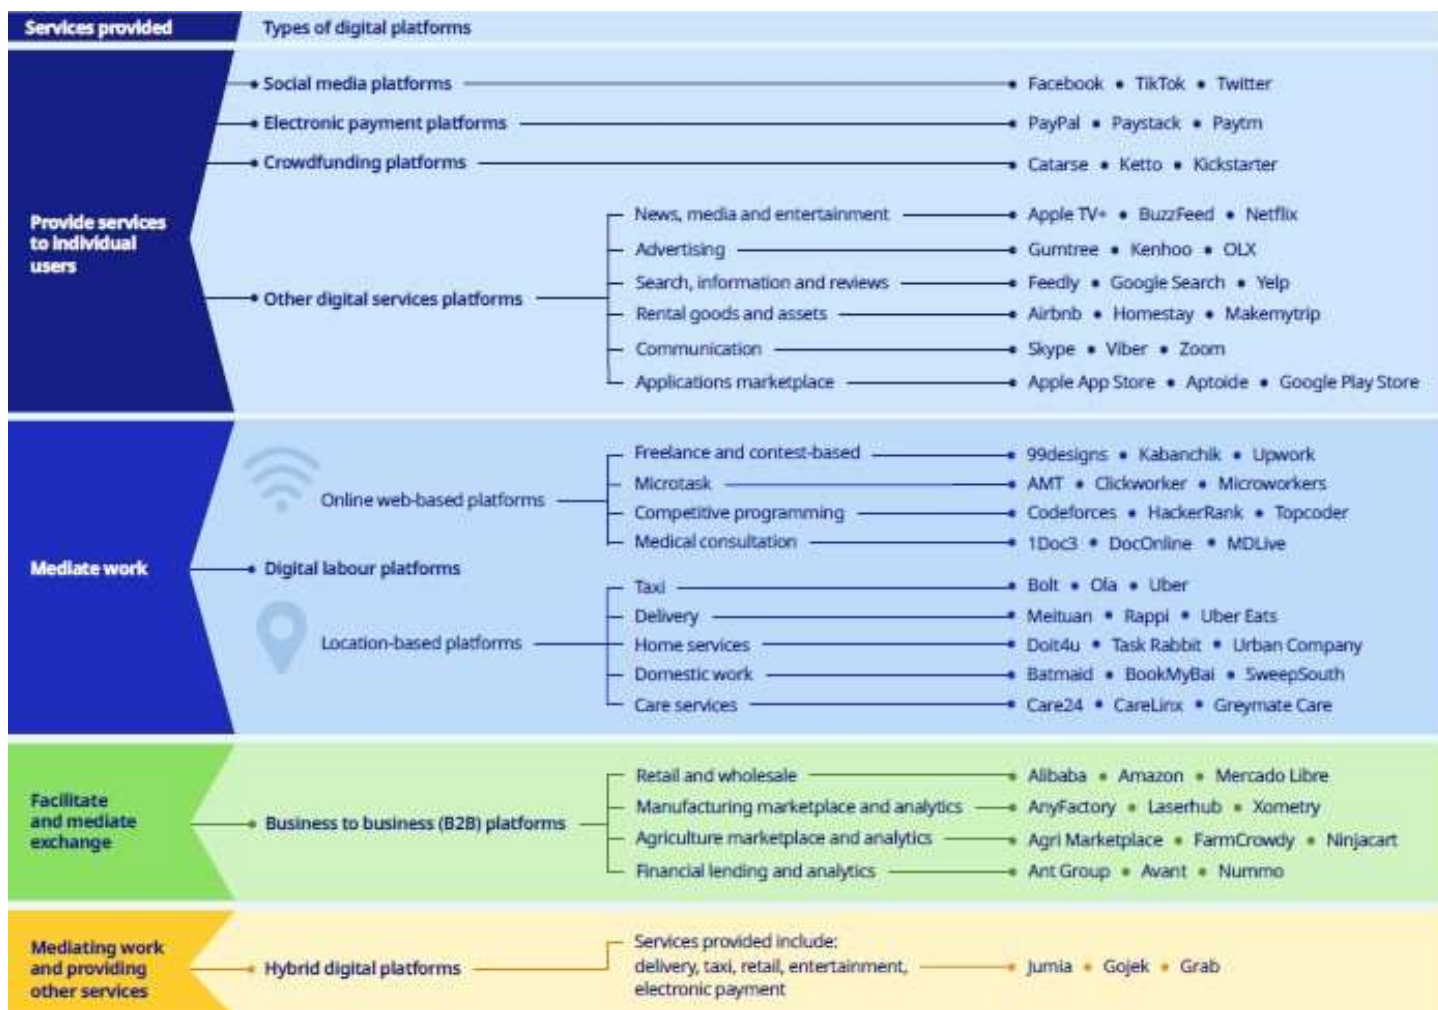 Services provided
Types of digital platforms
Provide services
to individual
users
Social media platforms
Facebook • TikTok • Twitter
Electronic payment platforms
PayPal • Paystack • Paytm
Crowdfunding platforms
Catarse • Ketto • Kickstarter
Other digital services platforms
News, media and entertainment
Apple TV+ • BuzzFeed • Netflix
Advertising
Gumtree • Kenhoo • OLX
Search, information and reviews
Feedly • Google Search • Yelp
Rental goods and assets
Airbnb • Homestay • Makemytrip
Communication
Skype • Viber • Zoom
Applications marketplace
Apple App Store • Aptoide • Google Play Store
Mediate work
Digital labour platforms
Online web-based platforms
Freelance and contest-based
99designs • Kabanchik • Upwork
Microtask
AMT • Clickworker • Microworkers
Competitive programming
Codeforces • HackerRank • Topcoder
Medical consultation
1Doc3 • DocOnline • MDLive
Location-based platforms
Taxi
Bolt • Ola • Uber
Delivery
Meituan • Rappi • Uber Eats
Home services
Doit4u • Task Rabbit • Urban Company
Domestic work
Batmaid • BookMyBai • SweepSouth
Care services
Care24 • CareLinx • Greymate Care
Facilitate
and mediate
exchange
Business to business (B2B) platforms
Retail and wholesale
Alibaba • Amazon • Mercado Libre
Manufacturing marketplace and analytics
AnyFactory • Laserhub • Xometry
Agriculture marketplace and analytics
Agri Marketplace • FarmCrowdy • Ninjacart
Financial lending and analytics
Ant Group • Avant • Nummo
Mediating work
and providing
other services
Hybrid digital platforms
Services provided include:
delivery, taxi, retail, entertainment,
electronic payment
Jumia • Gojek • Grab